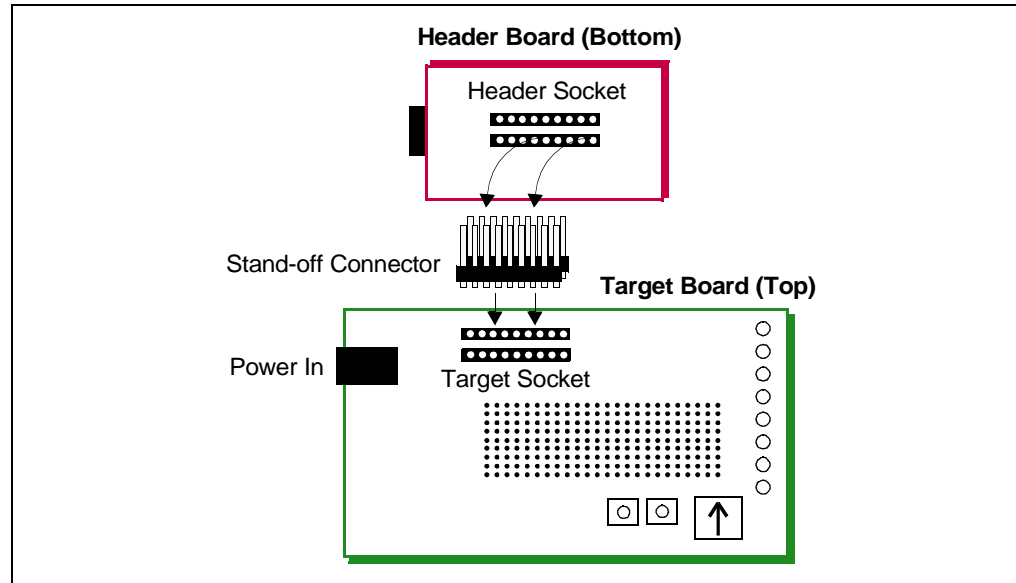 Header Board (Bottom)
Header Socket
Stand-off Connector
Target Board (Top)
Power In
Target Socket